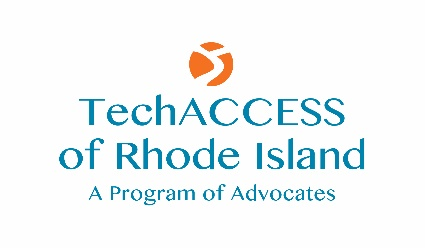 TechACCESS
of Rhode Island
A Program of Advocates